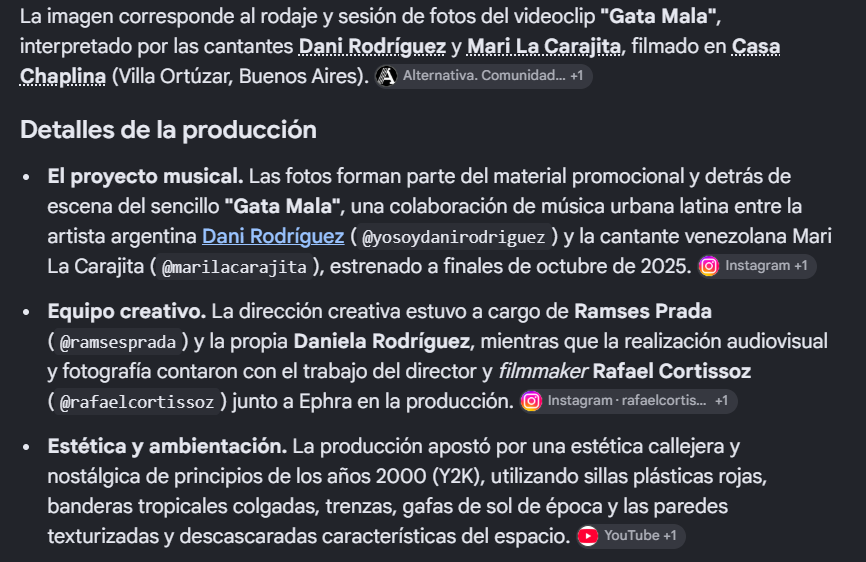 La imagen corresponde al rodaje y sesión de fotos del videoclip "Gata Mala",
interpretado por las cantantes Dani Rodríguez y Mari La Carajita, filmado en Casa
Chaplina (Villa Ortúzar, Buenos Aires). Alternativa. Comunidad... +1
Detalles de la producción
• El proyecto musical. Las fotos forman parte del material promocional y detrás de
escena del sencillo "Gata Mala", una colaboración de música urbana latina entre la
artista argentina Dani Rodríguez ( @yosoydanirodriguez ) y la cantante venezolana Mari
La Carajita ( @marilacarajita ), estrenado a finales de octubre de 2025. Instagram +1
• Equipo creativo. La dirección creativa estuvo a cargo de Ramses Prada
( @ramsesprada ) y la propia Daniela Rodríguez, mientras que la realización audiovisual
y fotografía contaron con el trabajo del director y filmmaker Rafael Cortissoz
( @rafaelcortissoz ) junto a Ephra en la producción. Instagram · rafaelcortis... +1
• Estética y ambientación. La producción apostó por una estética callejera y
nostálgica de principios de los años 2000 (Y2K), utilizando sillas plásticas rojas,
banderas tropicales colgadas, trenzas, gafas de sol de época y las paredes
texturizadas y descascaradas características del espacio. YouTube +1